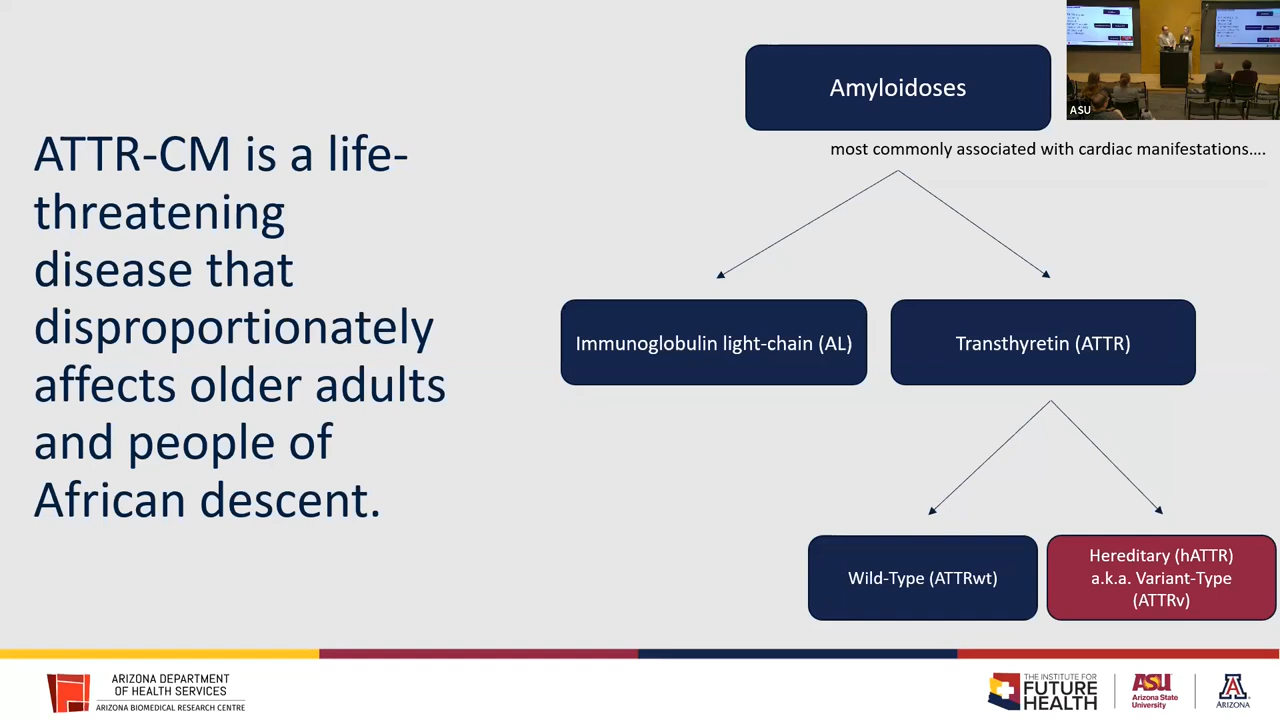 ATTR-CM is a life-
threatening
disease that
disproportionately
affects older adults
and people of
African descent.
Amyloidoses
ASU
most commonly associated with cardiac manifestations....
Immunoglobulin light-chain (AL)
Transthyretin (ATTR)
Wild-Type (ATTRwt)
Hereditary (hATTR)
a.k.a. Variant-Type
(ATTRv)
ARIZONA DEPARTMENT
OF HEALTH SERVICES
ARIZONA BIOMEDICAL RESEARCH CENTRE
THE INSTITUTE FOR
FUTURE
HEALTH
ASU
Arizona State
University
A
ARIZONA